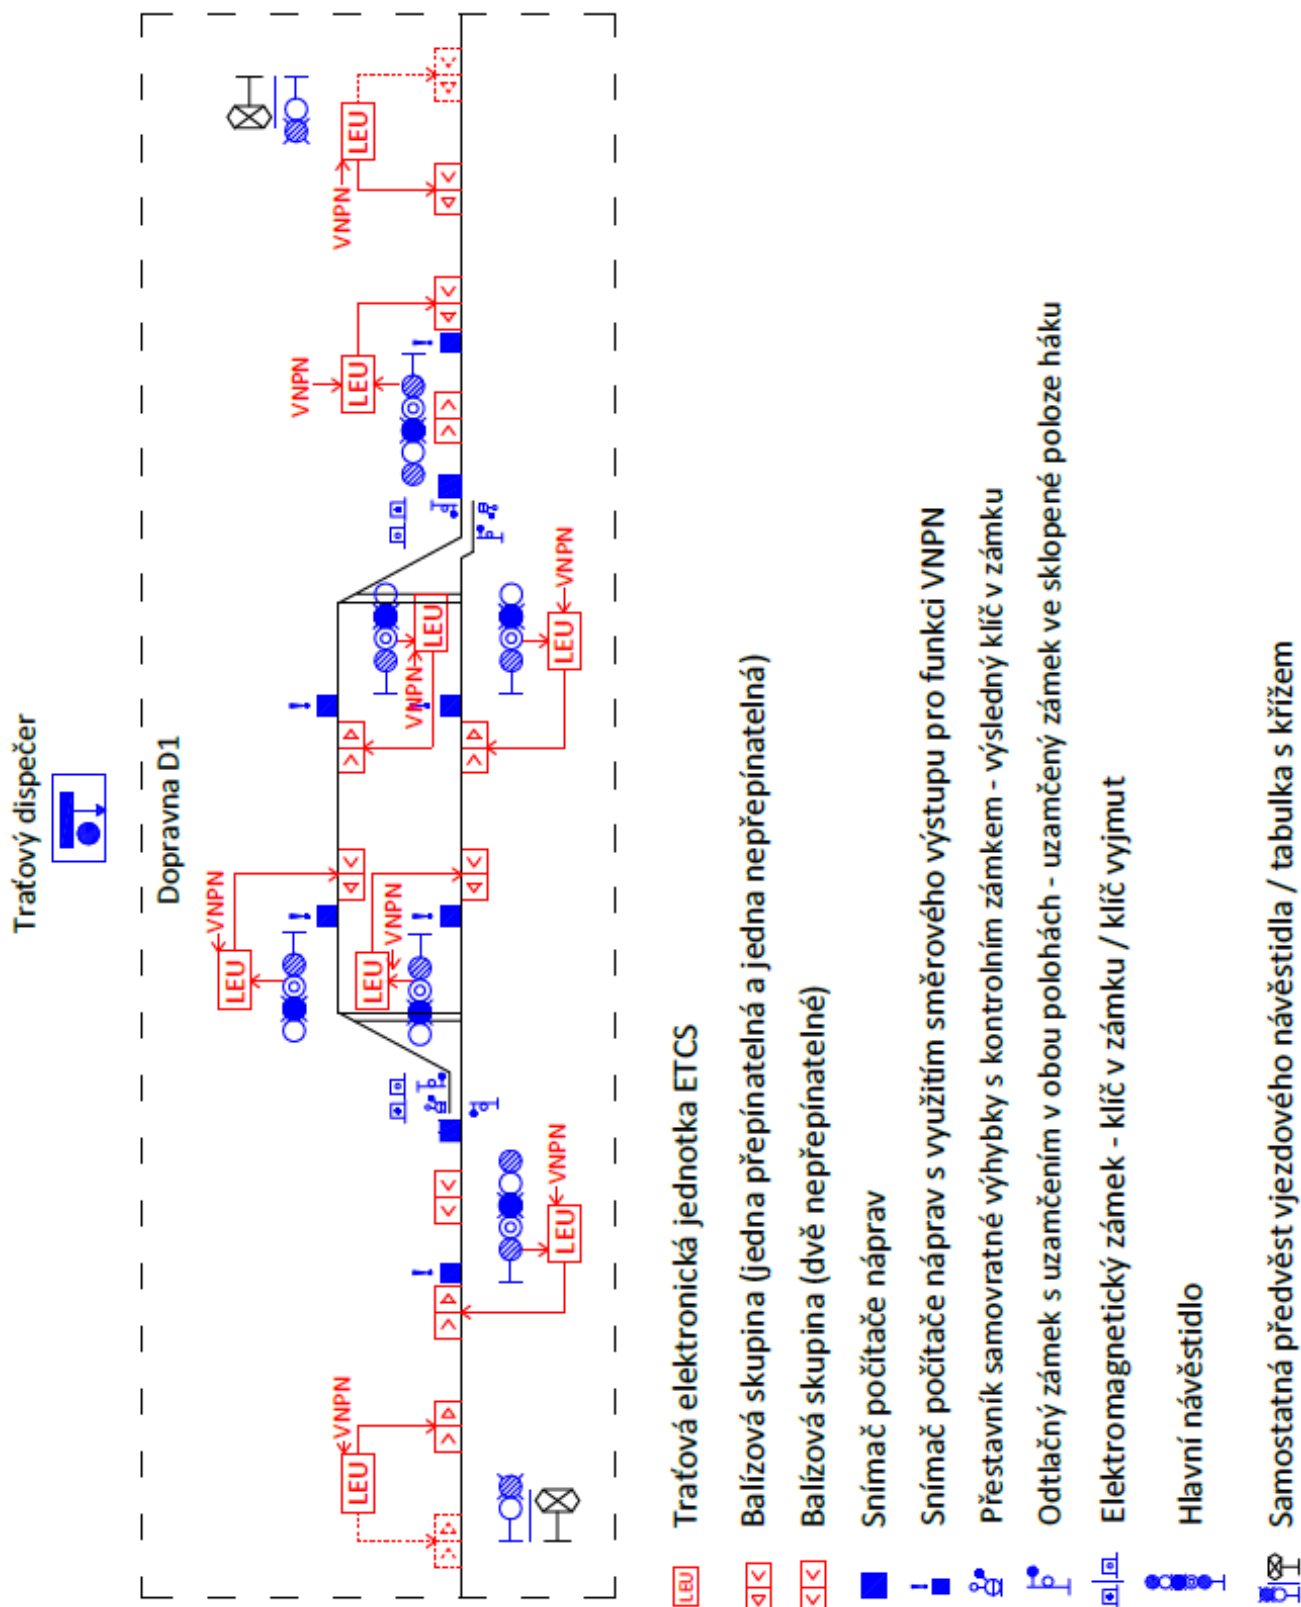 Traťový dispečer
Dopravna D1
VNPN
LEU
VNPN
VNPN
VNPN
LEU
LEU
LEU
LEU
VNPN
VNPN
LEU
VNPN
VNPN
LEU
LEU
LEU Traťová elektronická jednotka ETCS
Balízová skupina (jedna přepínatelná a jedna nepřepínatelná)
Balízová skupina (dvě nepřepínatelné)
Snímač počítače náprav
Snímač počítače náprav s využitím směrového výstupu pro funkci VNPN
Přestavník samovratné výhybky s kontrolním zámkem - výsledný klíč v zámku
Odtlačný zámek s uzamčením v obou polohách - uzamčený zámek ve sklopené poloze háku
Elektromagnetický zámek - klíč v zámku / klíč vyjmut
Hlavní návěstidlo
Samostatná předvěst vjezdového návěstidla / tabulka s křížem